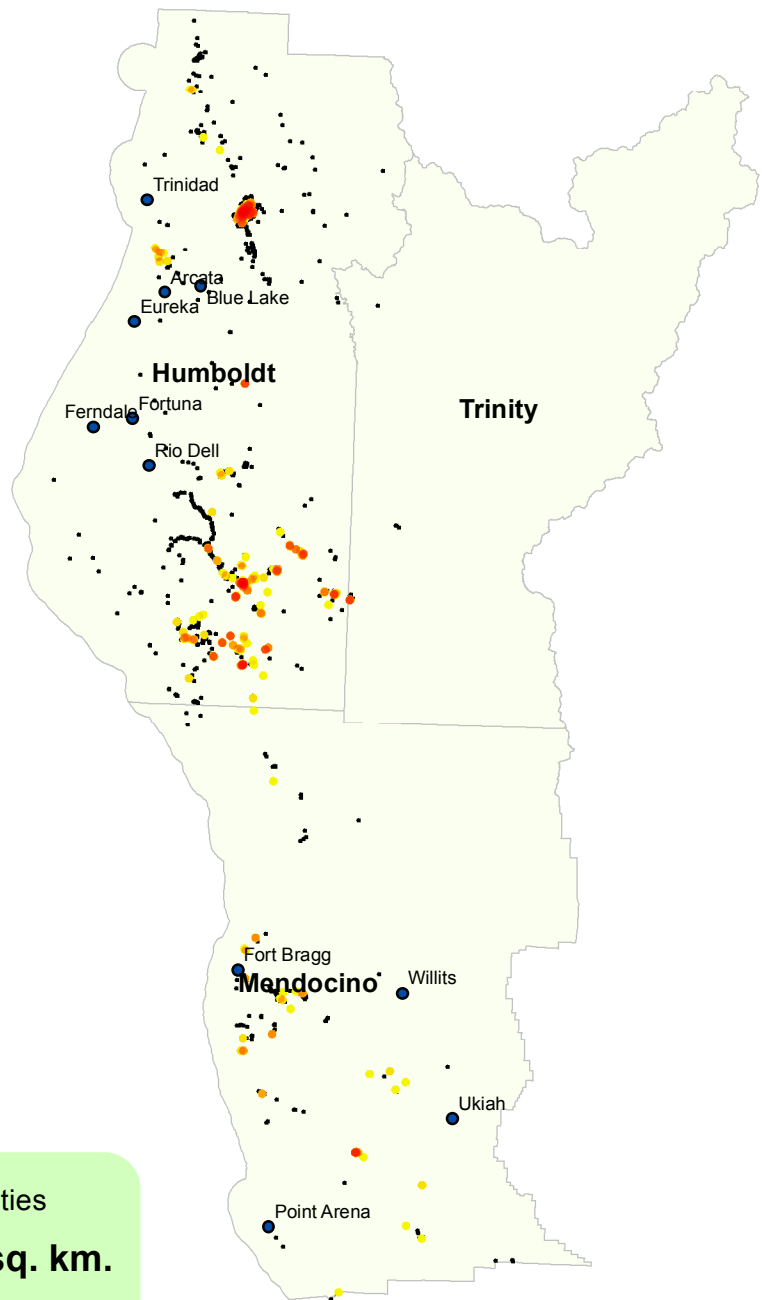 Trinidad
Arcata
Blue Lake
Eureka
Humboldt
Trinity
Ferndale
Fortuna
Rio Dell
Fort Bragg
Mendocino
Willits
Ukiah
ties
Point Arena
sq. km.